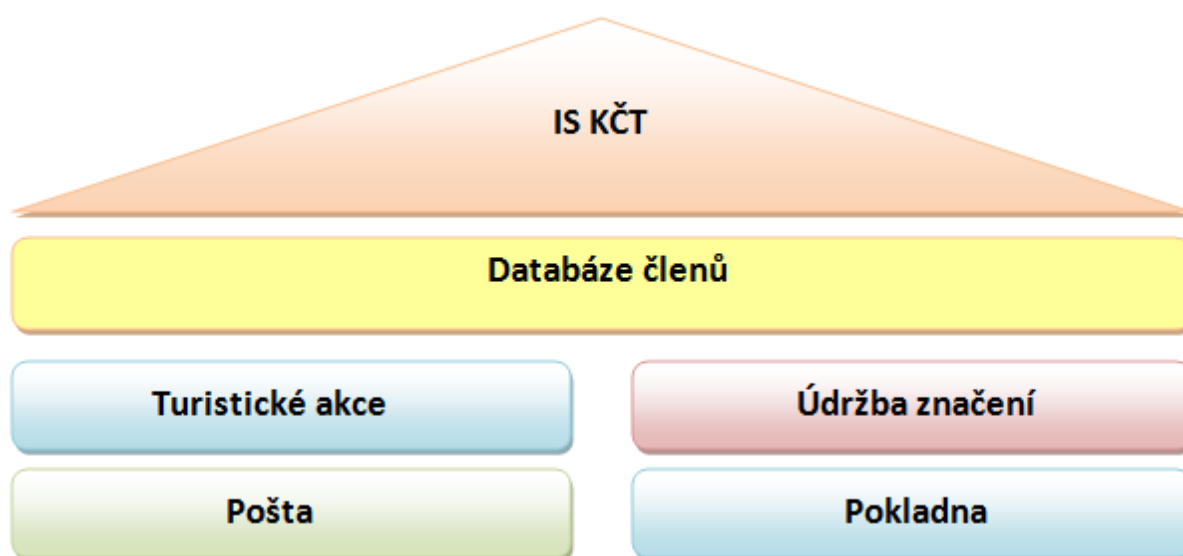 IS KČT
Databáze členů
Turistické akce
Údržba značení
Pošta
Pokladna